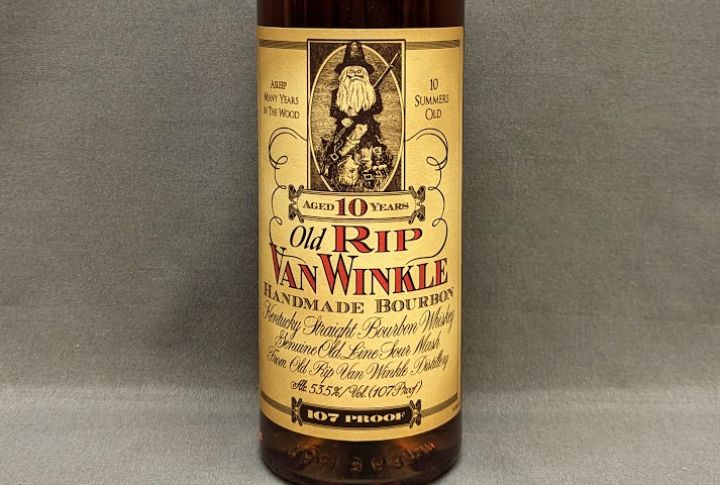 ASLEEP
MANY YEARS
IN THE WOOD
10
SUMMERS
OLD
AGED 10 YEARS
Old RIP
VAN WINKLE
HANDMADE BOURBON
Kentucky Straight Bourbon Whiskey
Genuine Old Line Sour Mash
From Old Rip Van Winkle Distillery
Alc. 53.5%/Vol. (107 Proof)
107 PROOF